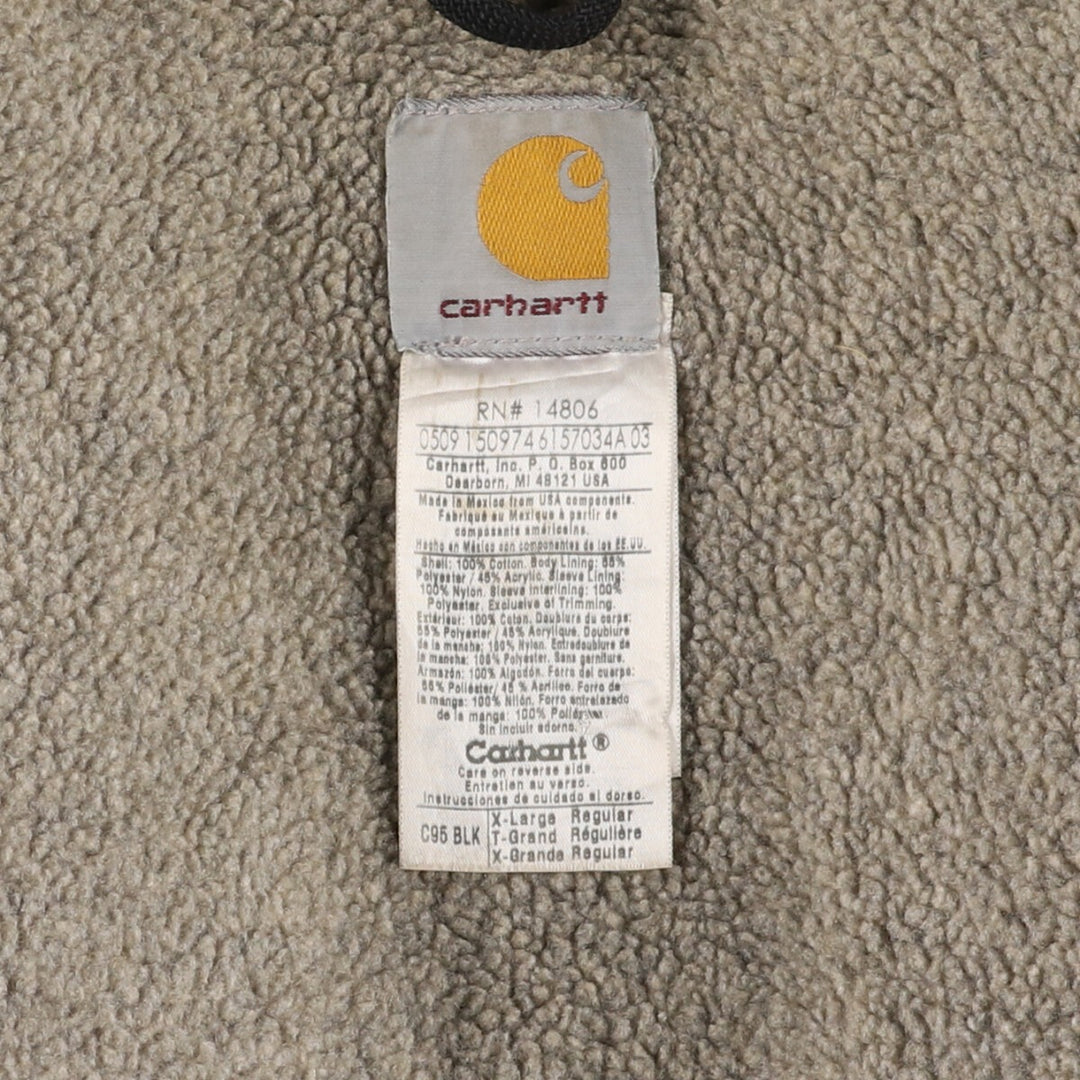 carhartt
RN# 14806
0509 150974 6157034A 03
Carhartt, Inc. P. O. Box 600
Dearborn, MI 48121 USA
Made in Mexico from USA components.
Fabriqué au Mexique à partir de
composants américains.
Hecho en México con componentes de los EE.UU.
Shell: 100% Cotton. Body Lining: 55%
Polyester / 45% Acrylic. Sleeve Lining:
100% Nylon. Sleeve Interlining: 100%
Polyester. Exclusive of Trimming.
Extérieur: 100% Coton. Doublure du corps:
55% Polyester / 45% Acrylique. Doublure
de la manche: 100% Nylon. Entredoublure de
la manche: 100% Polyester. Sans garniture.
Armazón: 100% Algodón. Forro del cuerpo:
55% Poliéster/ 45 % Acrílico. Forro de
la manga: 100% Nilón. Forro entrelazado
de la manga: 100% Poliéster
Sin incluir adorno.
Carhartt ®
Care on reverse side.
Entretien au verso.
Instrucciones de cuidado al dorso.
C95 BLK
X-Large Regular
T-Grand Régulière
X-Grande Regular